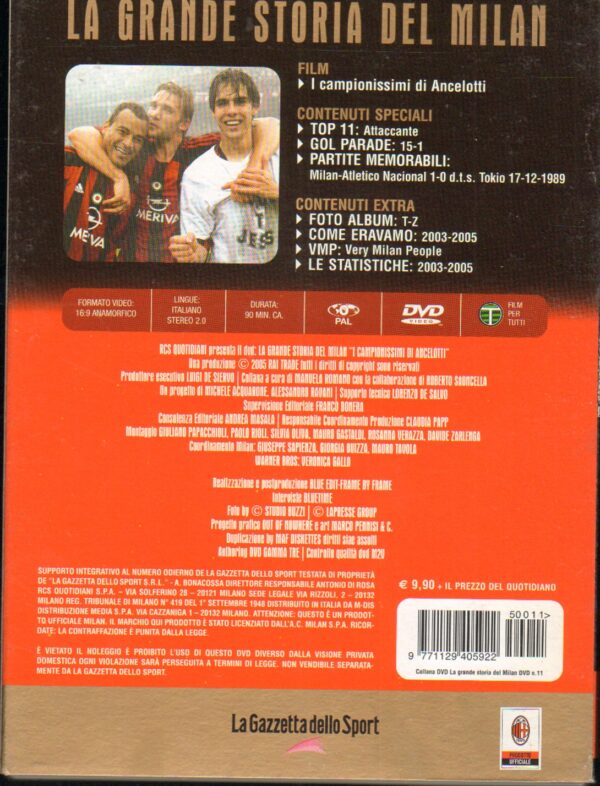 LA GRANDE STORIA DEL MILAN
FILM
I campionissimi di Ancelotti
CONTENUTI SPECIALI
TOP 11: Attaccante
GOL PARADE: 15-1
PARTITE MEMORABILI:
Milan-Atletico Nacional 1-0 d.t.s. Tokio 17-12-1989
CONTENUTI EXTRA
FOTO ALBUM: T-Z
COME ERAVAMO: 2003-2005
VMP: Very Milan People
LE STATISTICHE: 2003-2005
MERIVA
MERIVA
JESUS
FORMATO VIDEO:
16:9 ANAMORFICO
LINGUE:
ITALIANO
STEREO 2.0
DURATA:
90 MIN. CA.
PAL
DVD
VIDEO
T
FILM
PER
TUTTI
RCS QUOTIDIANI presenta il dvd: LA GRANDE STORIA DEL MILAN "I CAMPIONISSIMI DI ANCELOTTI"
Una produzione © 2005 RAI TRADE (tutti i diritti di copyright sono riservati)
Produttore esecutivo LUIGI DE SIERVO | Collana a cura di MANUELA ROMANO con la collaborazione di ROBERTO SAONCELLA
Un progetto di MICHELE ACQUARONE, ALESSANDRO RAVANI | Supporto tecnico LORENZO DE SALVO
Supervisione Editoriale FRANCO BONERA
Consulenza Editoriale ANDREA MASALA | Responsabile Coordinamento Produzione CLAUDIA PAPP
Montaggio GIULIANO PAPACCHIOLI, PAOLO RIOLI, SILVIA OLIVA, MAURO GASTALDI, ROSANNA VERAZZA, DAVIDE ZANLENGA
Coordinamento Milan: GIUSEPPE SAPIENZA, GIORGIA BUIZZA, MAURO TAVOLA
WARNER BROS: VERONICA GALLO
Realizzazione e postproduzione BLUE EDIT-FRAME BY FRAME
Interviste BLUETIME
Foto by © STUDIO BUZZI | © LAPRESSE GROUP
Progetto grafico OUT OF NOWHERE e art MARCO PENNISI & C.
Duplicazione by MAF DISKETTES diritti siae assolti
Authoring DVD GAMMA TRE | Controllo qualità dvd M2V
SUPPORTO INTEGRATIVO AL NUMERO ODIERNO DE LA GAZZETTA DELLO SPORT TESTATA DI PROPRIETÀ
DE "LA GAZZETTA DELLO SPORT S.R.L." - A. BONACOSSA DIRETTORE RESPONSABILE ANTONIO DI ROSA
RCS QUOTIDIANI S.P.A. – VIA SOLFERINO 28 – 20121 MILANO SEDE LEGALE VIA RIZZOLI, 2 – 20132
MILANO REG. TRIBUNALE DI MILANO N° 419 DEL 1° SETTEMBRE 1948 DISTRIBUITO IN ITALIA DA M-DIS
DISTRIBUZIONE MEDIA S.P.A. VIA CAZZANIGA 1 - 20132 MILANO. ATTENZIONE: QUESTO È UN PRODOT-
TO UFFICIALE MILAN. IL MARCHIO QUI PRODOTTO È STATO LICENZIATO DALL'A.C. MILAN S.P.A. RICOR-
DATE: LA CONTRAFFAZIONE È PUNITA DALLA LEGGE.
È VIETATO IL NOLEGGIO È PROIBITO L'USO DI QUESTO DVD DIVERSO DALLA VISIONE PRIVATA
DOMESTICA OGNI VIOLAZIONE SARÀ PERSEGUITA A TERMINI DI LEGGE. NON VENDIBILE SEPARATA-
MENTE DA LA GAZZETTA DELLO SPORT.
€ 9,90 + IL PREZZO DEL QUOTIDIANO
50011>
9 771129 405922
Collana DVD La grande storia del Milan DVD n.11
La Gazzetta dello Sport
PRODOTTO
UFFICIALE